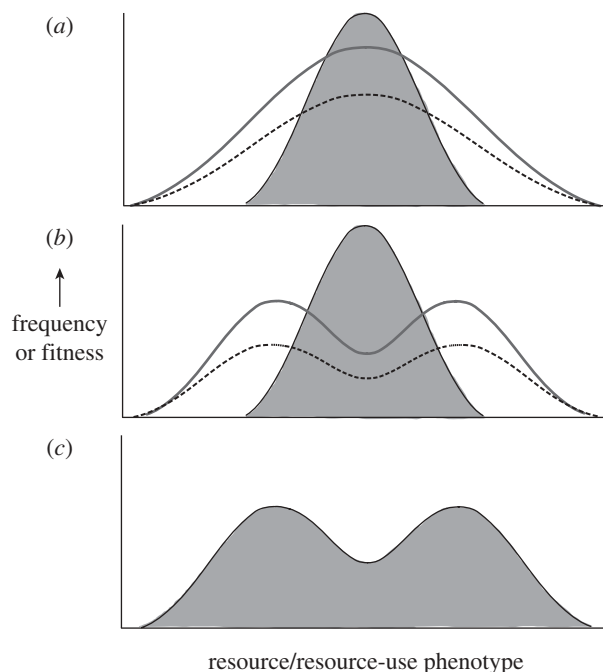 (a)
(b)
frequency
or fitness
(c)
resource/resource-use phenotype